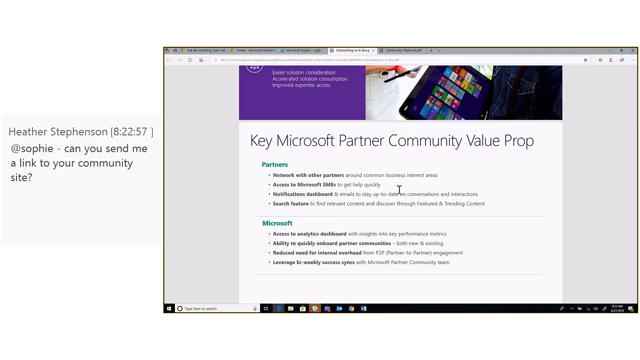 Heather Stephenson [8:22:57 ]
@sophie - can you send me
a link to your community
site?
Easier solution consideration
Accelerated solution consumption
Improved expertise access
Key Microsoft Partner Community Value Prop
Partners
• Network with other partners around common business interest areas
• Access to Microsoft SMEs to get help quickly
• Notifications dashboard & emails to stay up-to-date on conversations and interactions
• Search feature to find relevant content and discover through Featured & Trending Content
Microsoft
• Access to analytics dashboard with insights into key performance metrics
• Ability to quickly onboard partner communities - both new & existing
• Reduced need for internal overhead from P2P (Partner-to-Partner) engagement
• Leverage bi-weekly success syncs with Microsoft Partner Community team
Type here to search